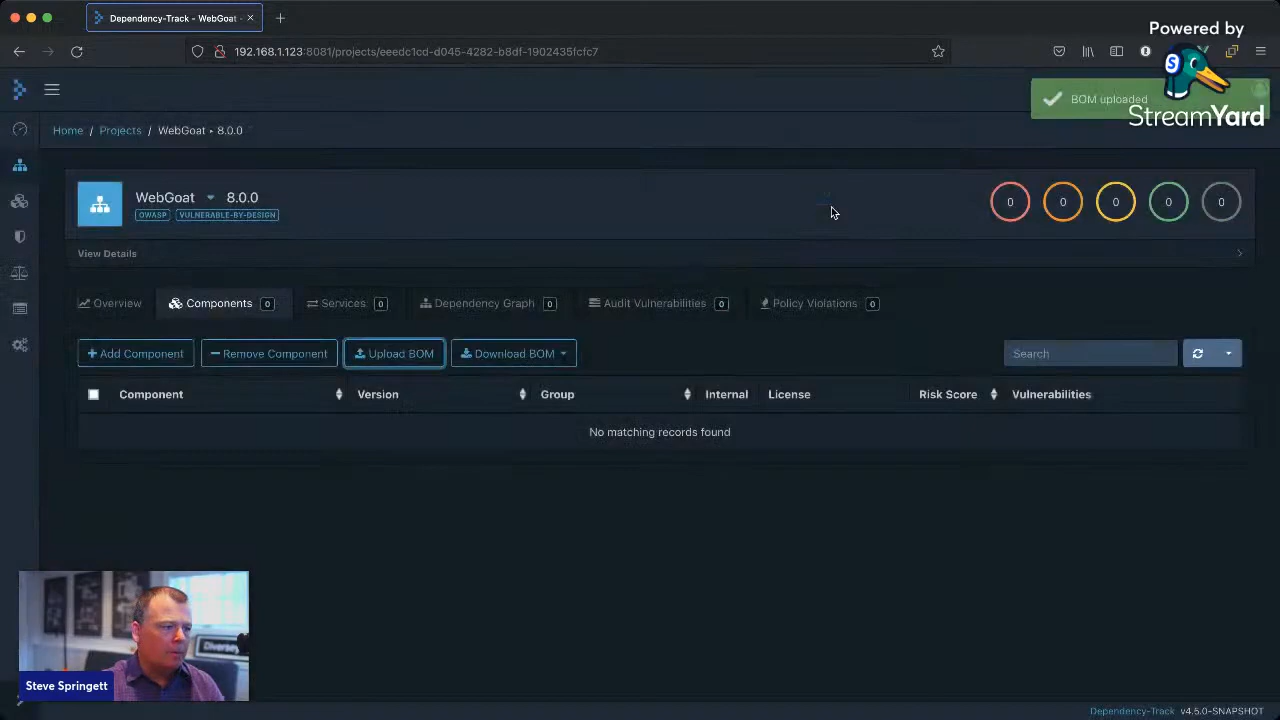 Dependency-Track - WebGoat
Powered by
192.168.1.123:8081/projects/eeedc1cd-d045-4282-b8df-1902435fcfc7
BOM uploaded
StreamYard
Home / Projects / WebGoat ▸ 8.0.0
WebGoat 8.0.0
OWASP VULNERABLE-BY-DESIGN
0 0 0 0 0
View Details
Overview Components 0 Services 0 Dependency Graph 0 Audit Vulnerabilities 0 Policy Violations 0
Add Component Remove Component Upload BOM Download BOM Search
Component Version Group Internal License Risk Score Vulnerabilities
No matching records found
Diversey
Steve Springett
Dependency-Track v4.5.0-SNAPSHOT